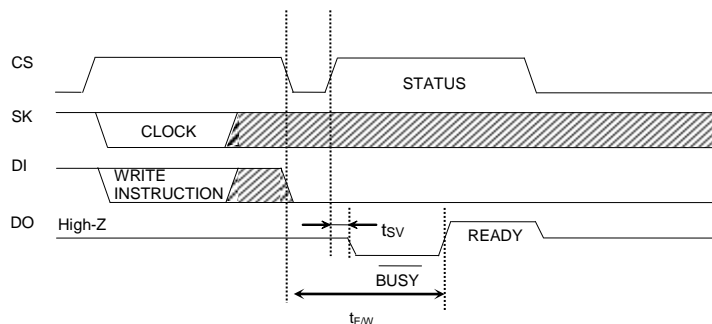 CS
STATUS
SK
CLOCK
DI
WRITE
INSTRUCTION
DO
High-Z
tSV
READY
BUSY
tE/W